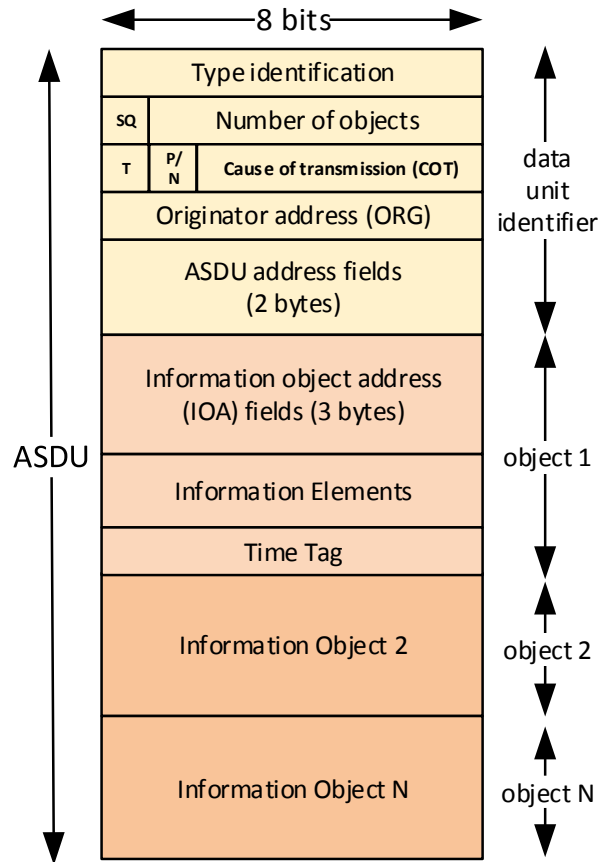 8 bits
Type identification
SQ
Number of objects
T
P/
N
Cause of transmission (COT)
Originator address (ORG)
ASDU address fields
(2 bytes)
data
unit
identifier
Information object address
(IOA) fields (3 bytes)
Information Elements
Time Tag
object 1
ASDU
Information Object 2
object 2
Information Object N
object N